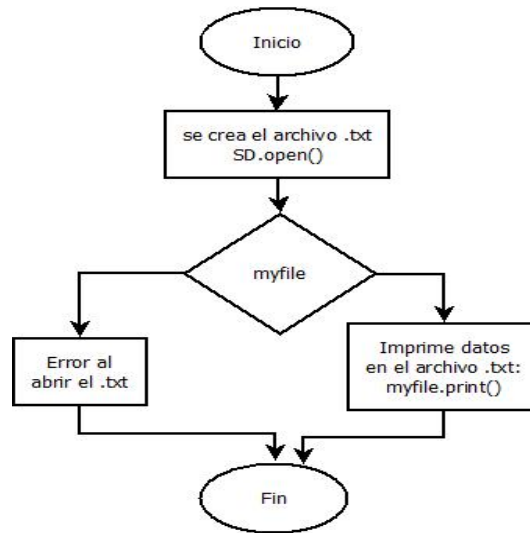 Inicio
se crea el archivo .txt
SD.open()
myfile
Error al
abrir el .txt
Imprime datos
en el archivo .txt:
myfile.print()
Fin